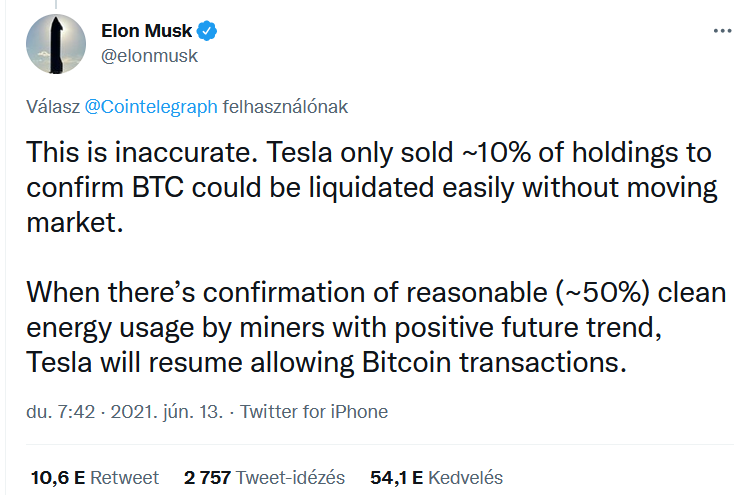 Elon Musk
@elonmusk
Válasz @Cointelegraph felhasználónak
This is inaccurate. Tesla only sold ~10% of holdings to
confirm BTC could be liquidated easily without moving
market.
When there’s confirmation of reasonable (~50%) clean
energy usage by miners with positive future trend,
Tesla will resume allowing Bitcoin transactions.
du. 7:42 · 2021. jún. 13. · Twitter for iPhone
10,6 E Retweet 2 757 Tweet-idézés 54,1 E Kedvelés